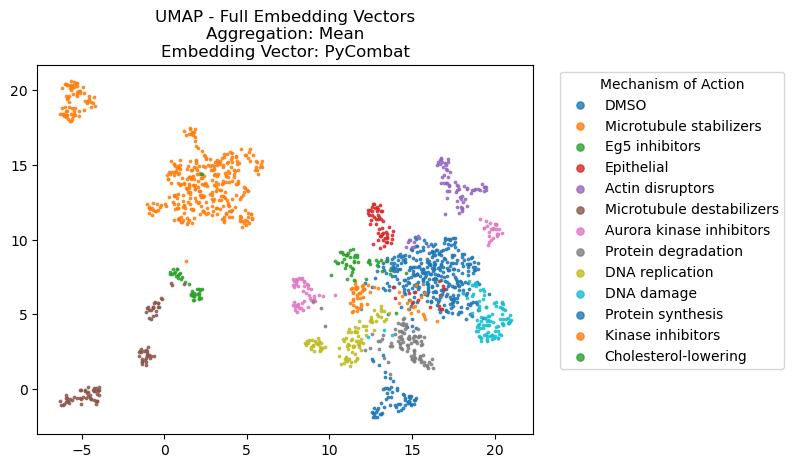 UMAP - Full Embedding Vectors
Aggregation: Mean
Embedding Vector: PyCombat
Mechanism of Action
DMSO
Microtubule stabilizers
Eg5 inhibitors
Epithelial
Actin disruptors
Microtubule destabilizers
Aurora kinase inhibitors
Protein degradation
DNA replication
DNA damage
Protein synthesis
Kinase inhibitors
Cholesterol-lowering
20
15
10
5
0
−5 0 5 10 15 20